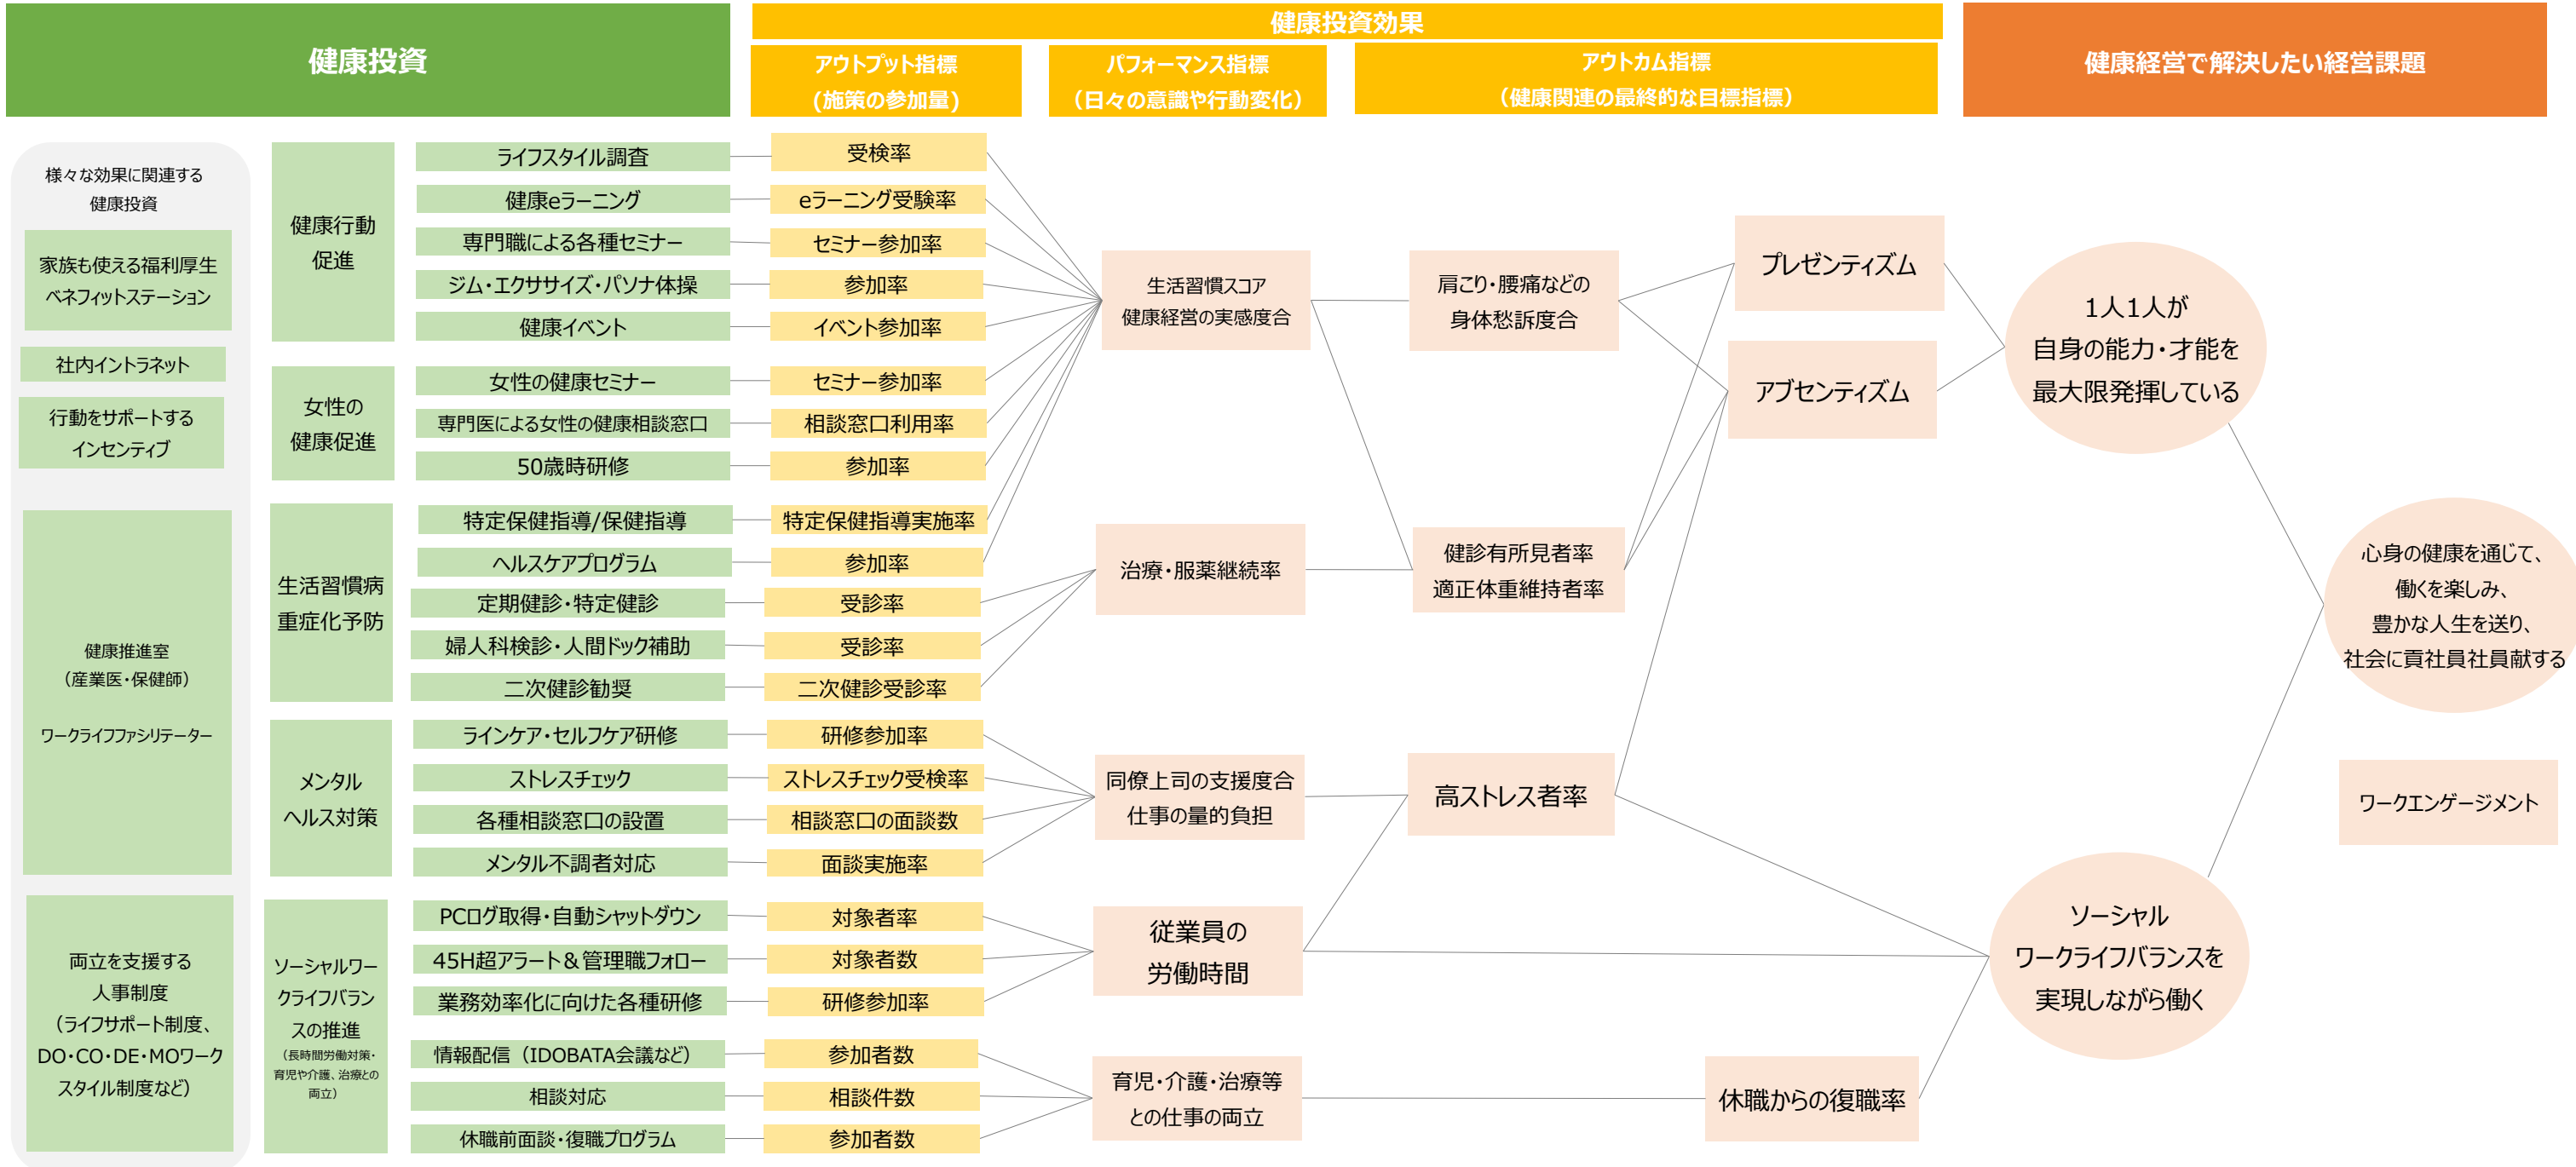 健康投資
健康投資効果
アウトプット指標
(施策の参加量)
パフォーマンス指標
（日々の意識や行動変化）
アウトカム指標
（健康関連の最終的な目標指標）
健康経営で解決したい経営課題
様々な効果に関連する
健康投資
家族も使える福利厚生
ベネフィットステーション
社内イントラネット
行動をサポートする
インセンティブ
健康推進室
（産業医・保健師）
ワークライフファシリテーター
両立を支援する
人事制度
（ライフサポート制度、
DO・CO・DE・MOワーク
スタイル制度など）
健康行動
促進
ライフスタイル調査
受検率
健康eラーニング
eラーニング受験率
専門職による各種セミナー
セミナー参加率
ジム・エクササイズ・パソナ体操
参加率
健康イベント
イベント参加率
女性の
健康促進
女性の健康セミナー
セミナー参加率
専門医による女性の健康相談窓口
相談窓口利用率
50歳時研修
参加率
生活習慣病
重症化予防
特定保健指導/保健指導
特定保健指導実施率
ヘルスケアプログラム
参加率
定期健診・特定健診
受診率
婦人科検診・人間ドック補助
受診率
二次健診勧奨
二次健診受診率
メンタル
ヘルス対策
ラインケア・セルフケア研修
研修参加率
ストレスチェック
ストレスチェック受検率
各種相談窓口の設置
相談窓口の面談数
メンタル不調者対応
面談実施率
ソーシャルワー
クライフバラン
スの推進
（長時間労働対策・
育児や介護、治療との
両立）
PCログ取得・自動シャットダウン
対象者率
45H超アラート＆管理職フォロー
対象者数
業務効率化に向けた各種研修
研修参加率
情報配信（IDOBATA会議など）
参加者数
相談対応
相談件数
休職前面談・復職プログラム
参加者数
生活習慣スコア
健康経営の実感度合
治療・服薬継続率
同僚上司の支援度合
仕事の量的負担
従業員の
労働時間
育児・介護・治療等
との仕事の両立
肩こり・腰痛などの
身体愁訴度合
健診有所見者率
適正体重維持者率
高ストレス者率
プレゼンティズム
アブセンティズム
休職からの復職率
1人1人が
自身の能力・才能を
最大限発揮している
ソーシャル
ワークライフバランスを
実現しながら働く
心身の健康を通じて、
働くを楽しみ、
豊かな人生を送り、
社会に貢社員社員献する
ワークエンゲージメント